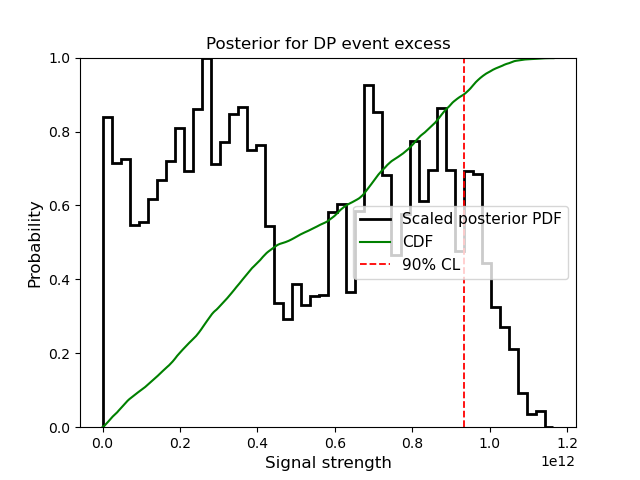 Posterior for DP event excess
1.0
0.8
0.6
0.4
0.2
0.0
Probability
Scaled posterior PDF
CDF
90% CL
0.0 0.2 0.4 0.6 0.8 1.0 1.2
1e12
Signal strength